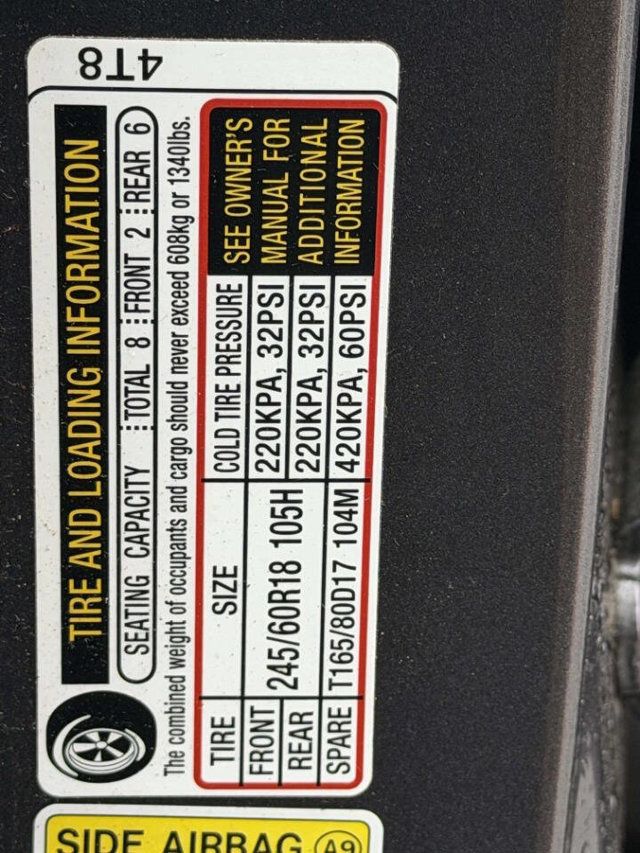 4T8
TIRE AND LOADING INFORMATION
SEATING CAPACITY TOTAL 8 FRONT 2 REAR 6
The combined weight of occupants and cargo should never exceed 608kg or 1340lbs.
TIRE SIZE COLD TIRE PRESSURE
FRONT 245/60R18 105H 220KPA, 32PSI
REAR 220KPA, 32PSI
SPARE T165/80D17 104M 420KPA, 60PSI
SEE OWNER'S
MANUAL FOR
ADDITIONAL
INFORMATION
SIDE AIRBAG A9